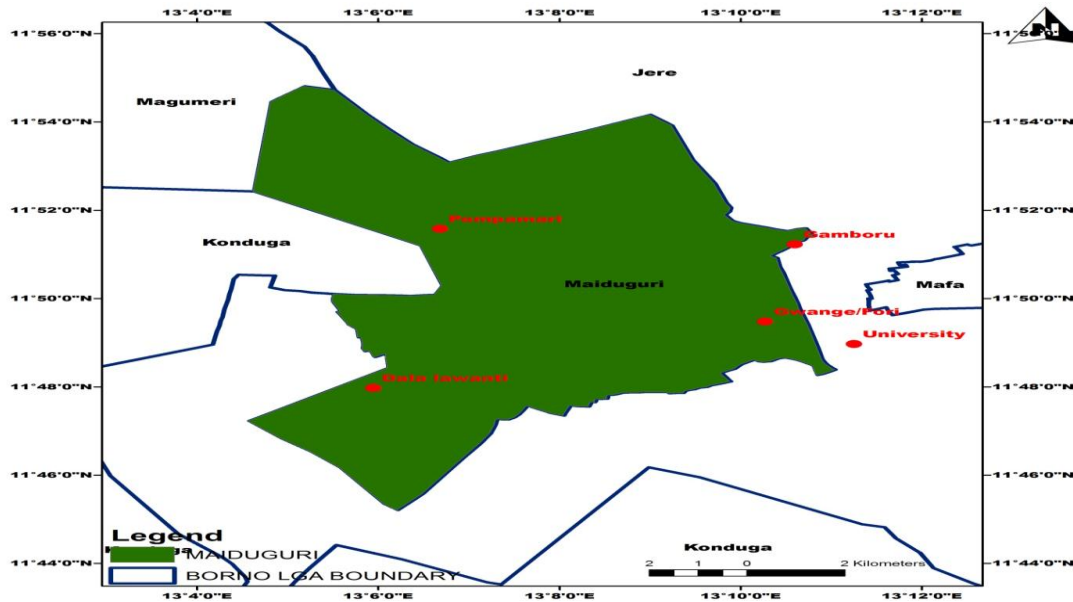 13°4'0"E 13°6'0"E 13°8'0"E 13°10'0"E 13°12'0"E
11°56'0"N
N
Jere
Magumeri
11°54'0"N 11°54'0"N
11°52'0"N 11°52'0"N
Pompamari
Gamboru
Konduga
Maiduguri
Mafa
11°50'0"N 11°50'0"N
Gwange/Fori
University
11°48'0"N 11°48'0"N
Dala lawanti
11°46'0"N 11°46'0"N
Legend
Konduga
MAIDUGURI
BORNO LGA BOUNDARY
Konduga
2 1 0 2 Kilometers
11°44'0"N 11°44'0"N
13°4'0"E 13°6'0"E 13°8'0"E 13°10'0"E 13°12'0"E